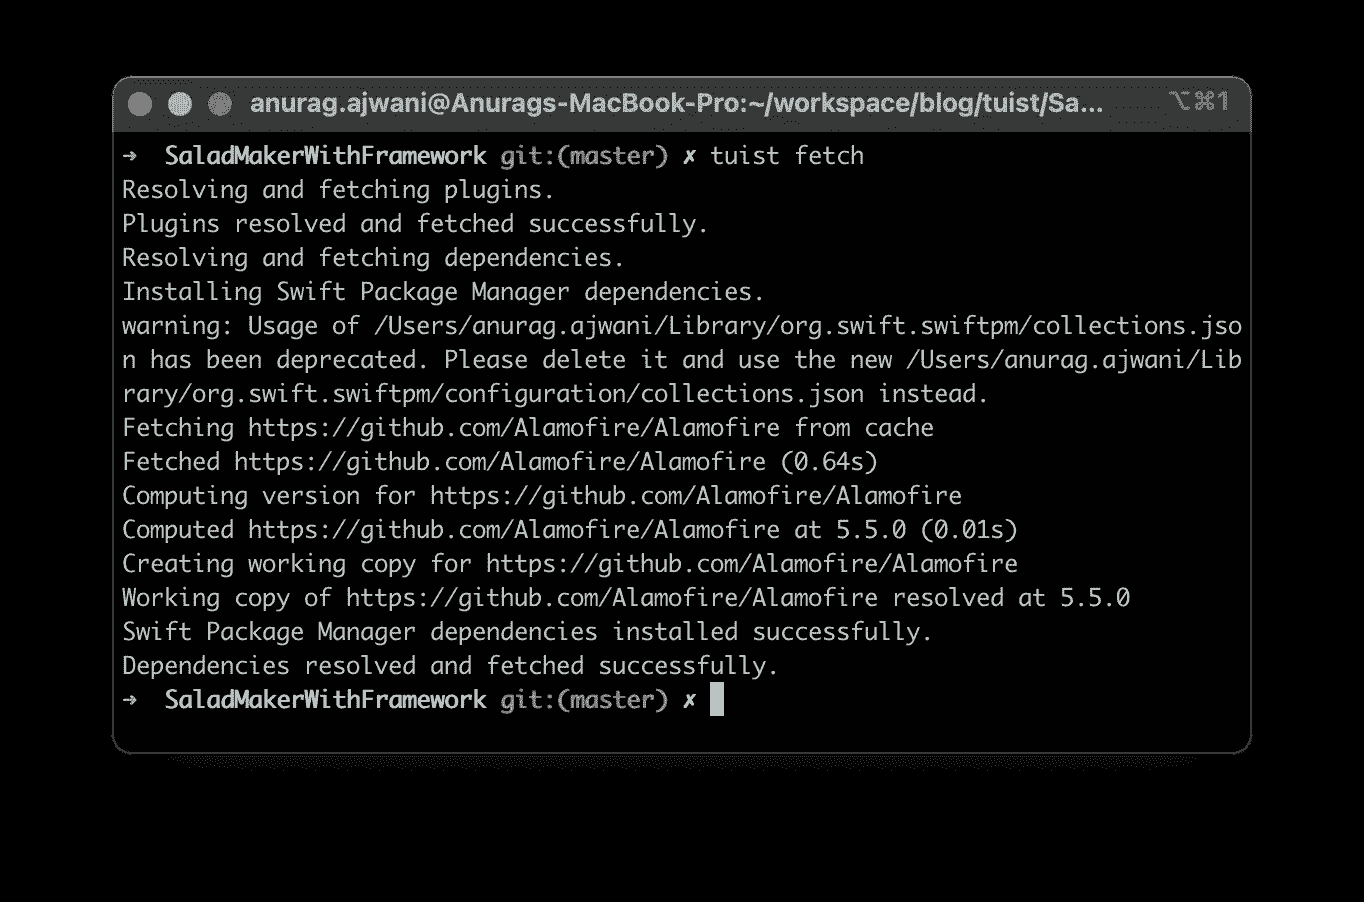 anurag.ajwani@Anurags-MacBook-Pro:~/workspace/blog/tuist/Sa... ⌥⌘1
➜  SaladMakerWithFramework git:(master) ✗ tuist fetch
Resolving and fetching plugins.
Plugins resolved and fetched successfully.
Resolving and fetching dependencies.
Installing Swift Package Manager dependencies.
warning: Usage of /Users/anurag.ajwani/Library/org.swift.swiftpm/collections.jso
n has been deprecated. Please delete it and use the new /Users/anurag.ajwani/Lib
rary/org.swift.swiftpm/configuration/collections.json instead.
Fetching https://github.com/Alamofire/Alamofire from cache
Fetched https://github.com/Alamofire/Alamofire (0.64s)
Computing version for https://github.com/Alamofire/Alamofire
Computed https://github.com/Alamofire/Alamofire at 5.5.0 (0.01s)
Creating working copy for https://github.com/Alamofire/Alamofire
Working copy of https://github.com/Alamofire/Alamofire resolved at 5.5.0
Swift Package Manager dependencies installed successfully.
Dependencies resolved and fetched successfully.
➜  SaladMakerWithFramework git:(master) ✗